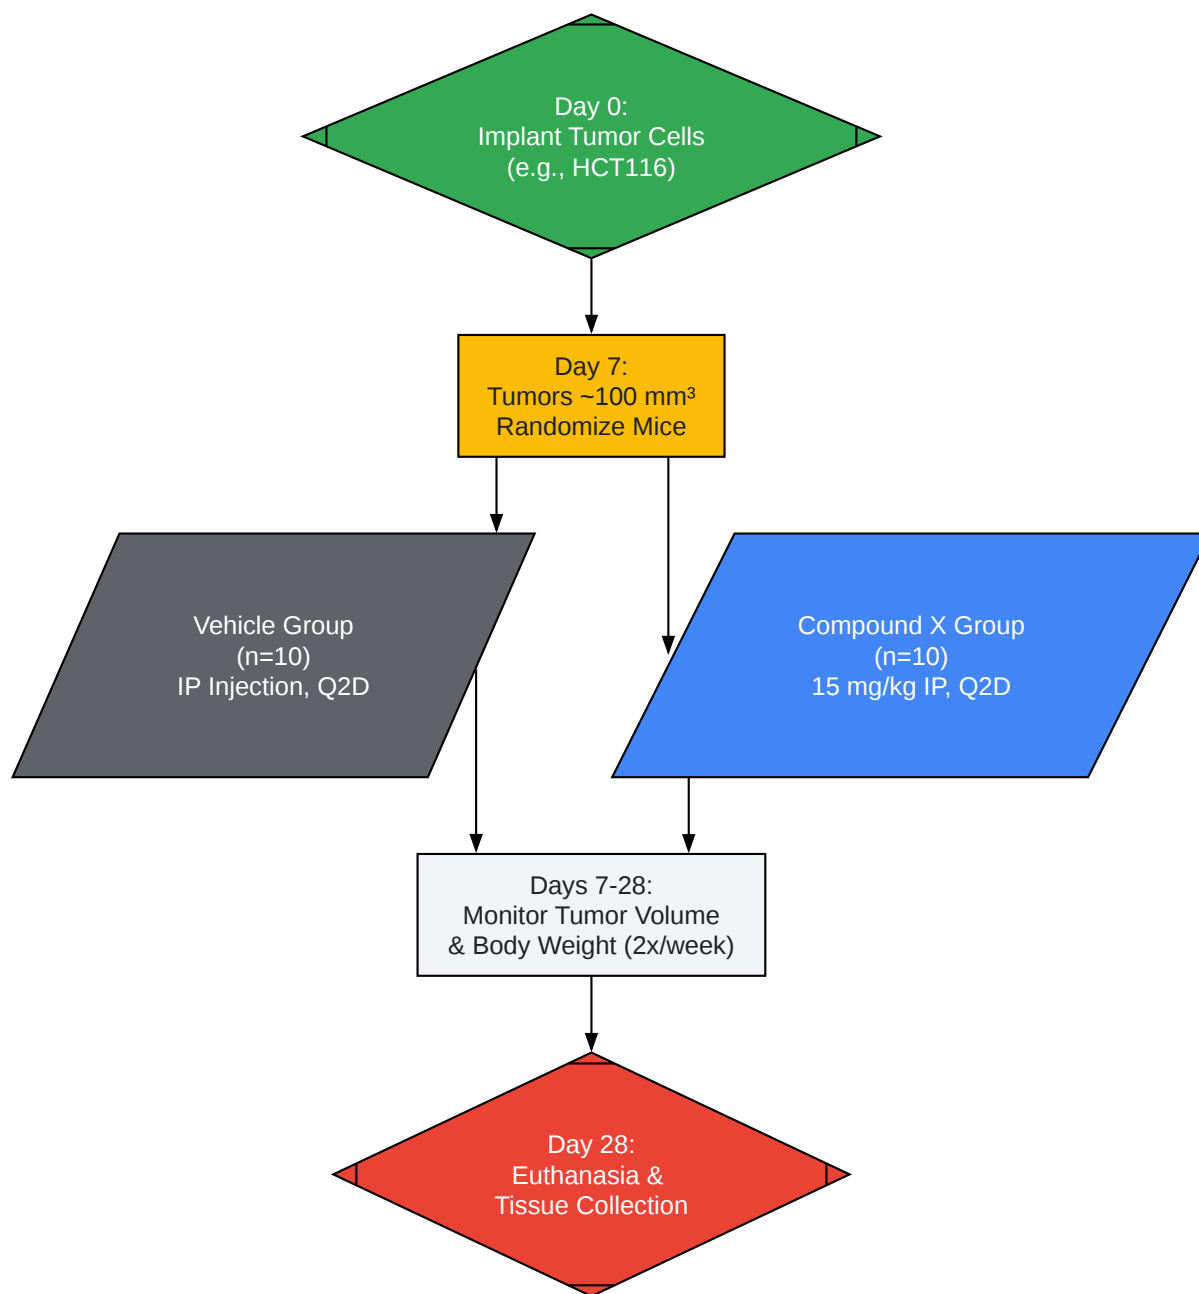 Day 0:
Implant Tumor Cells
(e.g., HCT116)
Day 7:
Tumors ~100 mm³
Randomize Mice
Vehicle Group
(n=10)
IP Injection, Q2D
Compound X Group
(n=10)
15 mg/kg IP, Q2D
Days 7-28:
Monitor Tumor Volume
& Body Weight (2x/week)
Day 28:
Euthanasia &
Tissue Collection